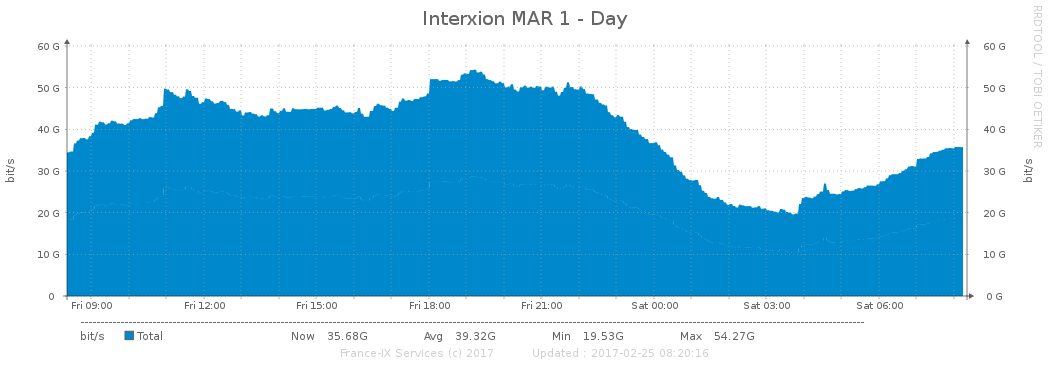 Interxion MAR 1 - Day
RRDTOOL / TOBI OETIKER
60 G 60 G
50 G 50 G
40 G 40 G
30 G 30 G
20 G 20 G
10 G 10 G
0 0 G
bit/s bit/s
Fri 09:00 Fri 12:00 Fri 15:00 Fri 18:00 Fri 21:00 Sat 00:00 Sat 03:00 Sat 06:00
bit/s Total Now 35.68G Avg 39.32G Min 19.53G Max 54.27G
France-IX Services (c) 2017 Updated : 2017-02-25 08:20:16